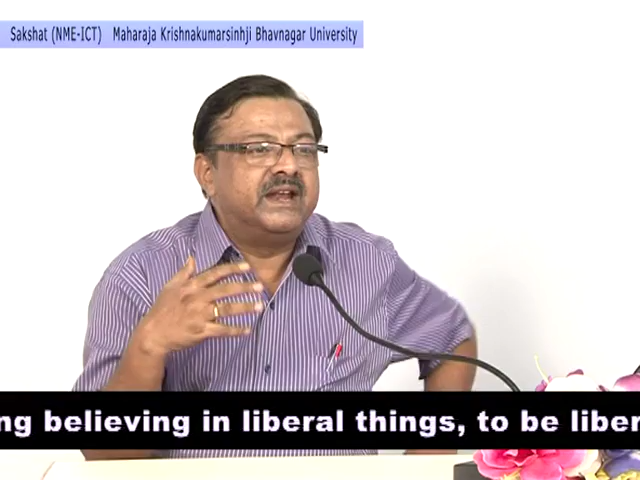 Sakshat (NME-ICT) Maharaja Krishnakumarsinhji Bhavnagar University
ng believing in liberal things, to be liber